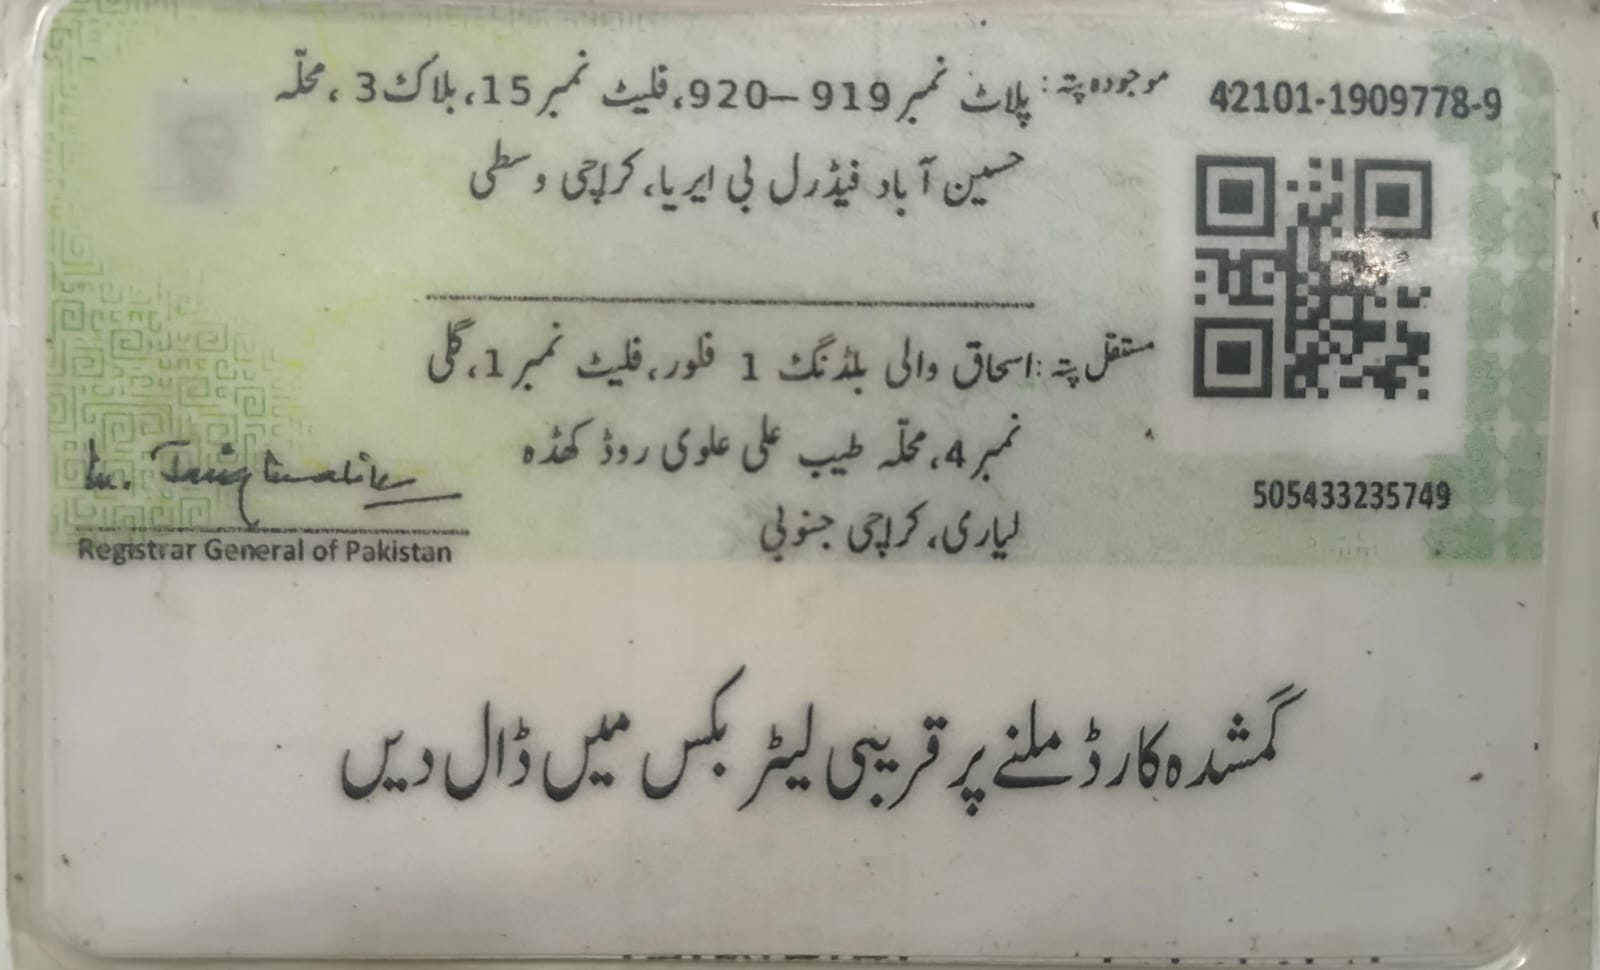 موجودہ پتہ: پلاٹ نمبر 919-920، فلیٹ نمبر 15، بلاک 3، محلّہ
حسین آباد فیڈرل بی ایریا، کراچی وسطی
42101-1909778-9
مستقل پتہ: اسحاق والی بلڈنگ 1 فلور، فلیٹ نمبر 1، گلی
نمبر 4، محلّہ طیب علی علوی روڈ کھڈہ
لیاری، کراچی جنوبی
505433235749
Registrar General of Pakistan
گمشدہ کارڈ ملنے پر قریبی لیٹر بکس میں ڈال دیں